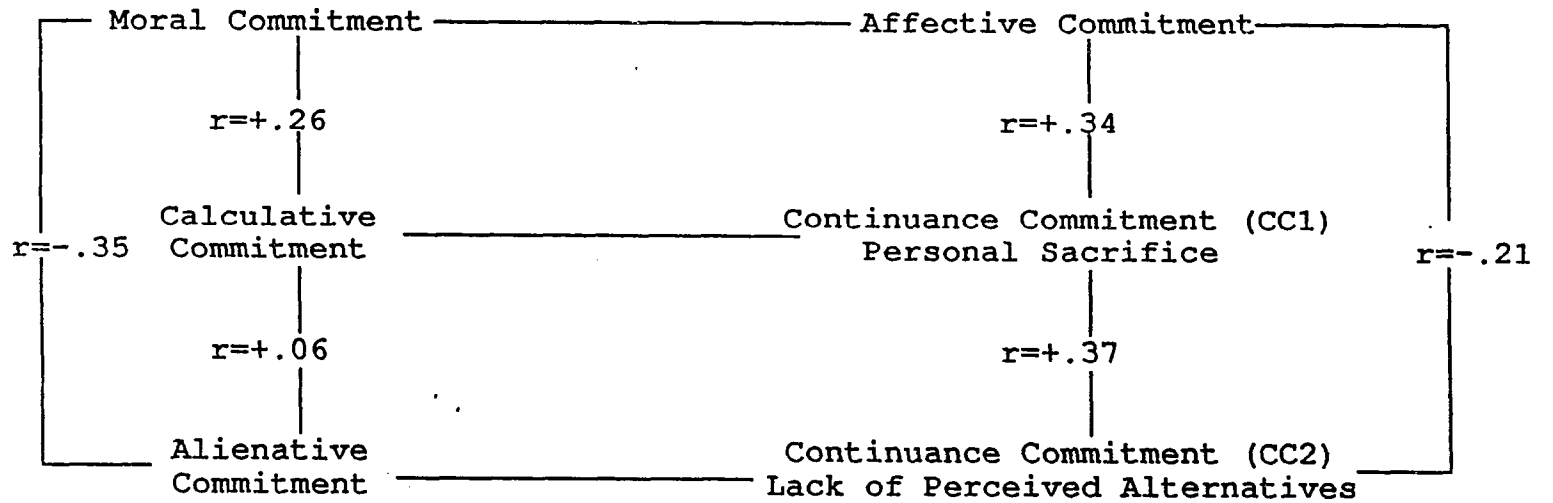 Moral Commitment Affective Commitment
r=+.26 r=+.34
Calculative Continuance Commitment (CC1)
r=-.35 Commitment Personal Sacrifice r=-.21
r=+.06 r=+.37
Alienative Continuance Commitment (CC2)
Commitment Lack of Perceived Alternatives